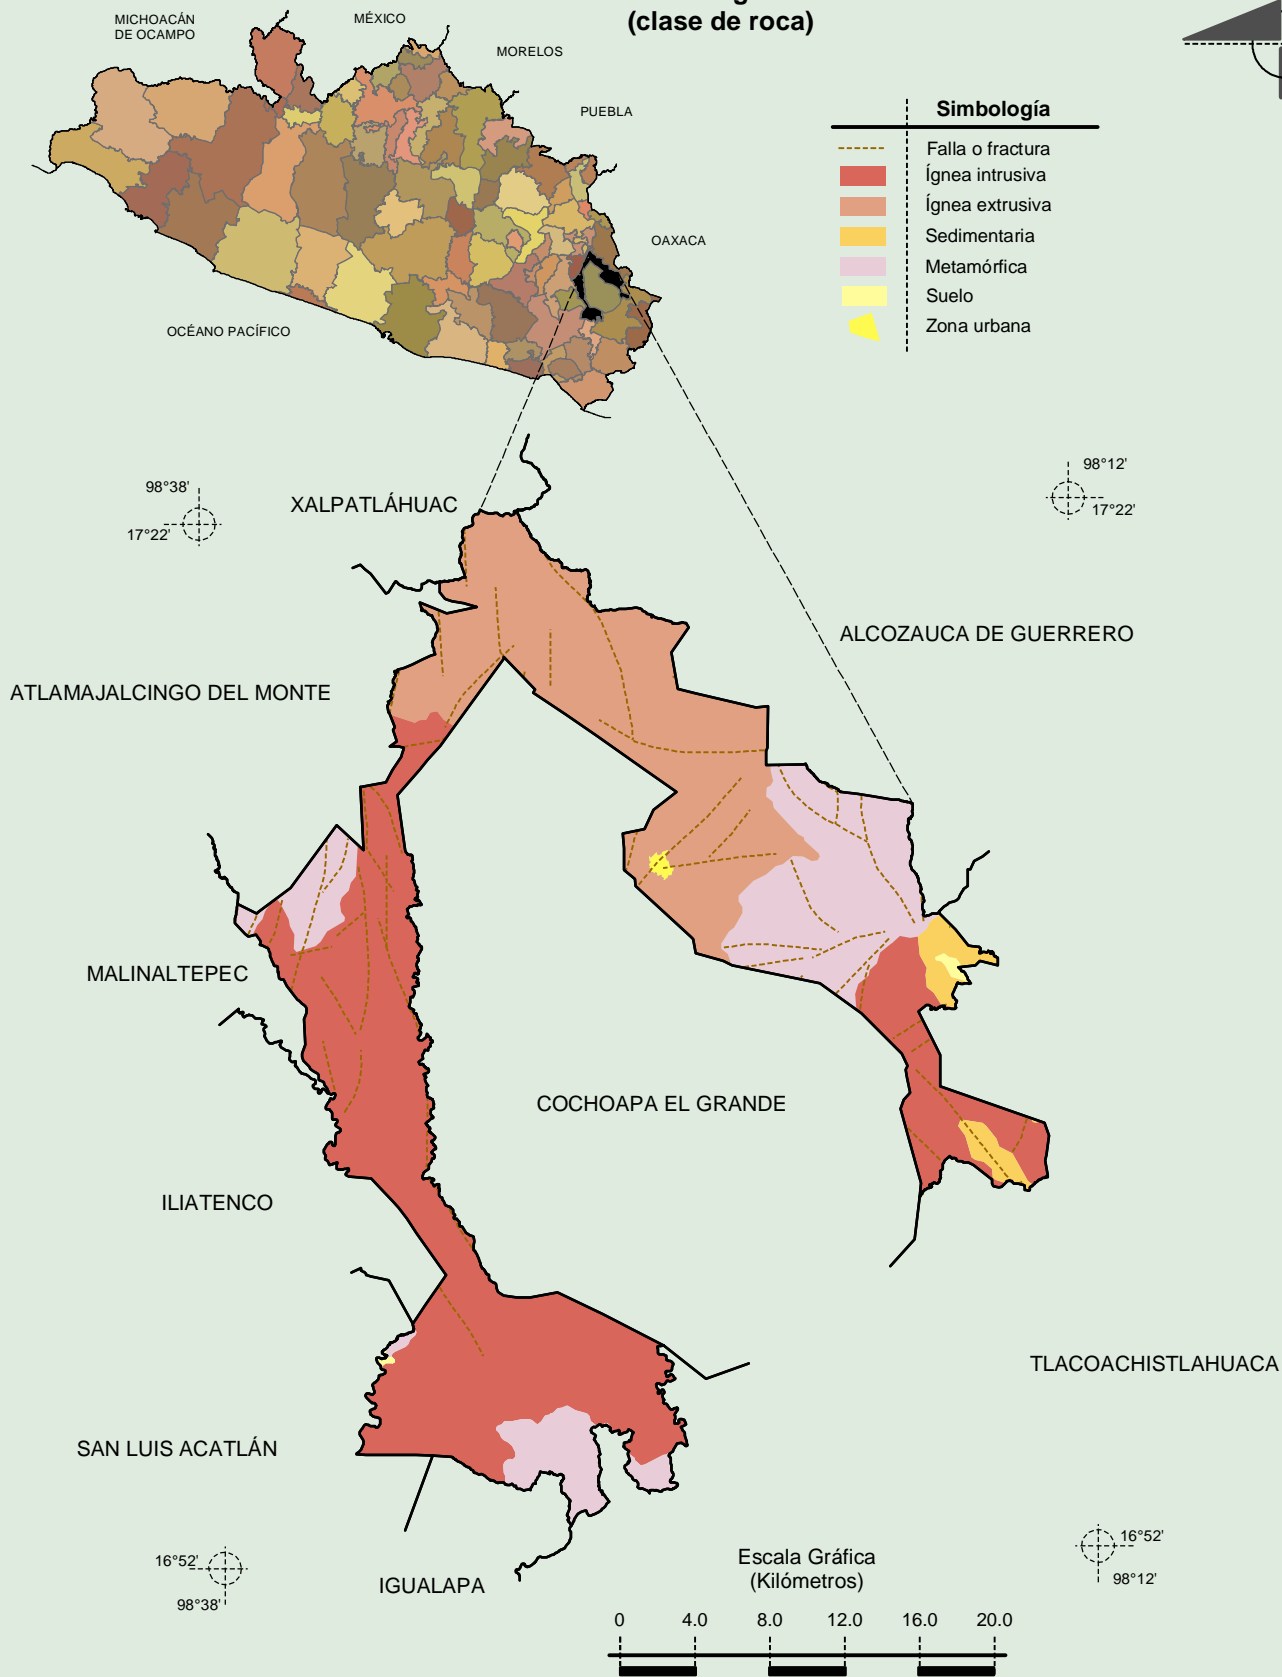 (clase de roca)
MICHOACÁN
DE OCAMPO
MÉXICO
MORELOS
PUEBLA
OAXACA
OCÉANO PACÍFICO
Simbología
Falla o fractura
Ígnea intrusiva
Ígnea extrusiva
Sedimentaria
Metamórfica
Suelo
Zona urbana
98°38'
17°22'
98°12'
17°22'
XALPATLÁHUAC
ALCOZAUCA DE GUERRERO
ATLAMAJALCINGO DEL MONTE
MALINALTEPEC
COCHOAPA EL GRANDE
ILIATENCO
TLACOACHISTLAHUACA
SAN LUIS ACATLÁN
IGUALAPA
16°52'
98°38'
16°52'
98°12'
Escala Gráfica
(Kilómetros)
0 4.0 8.0 12.0 16.0 20.0